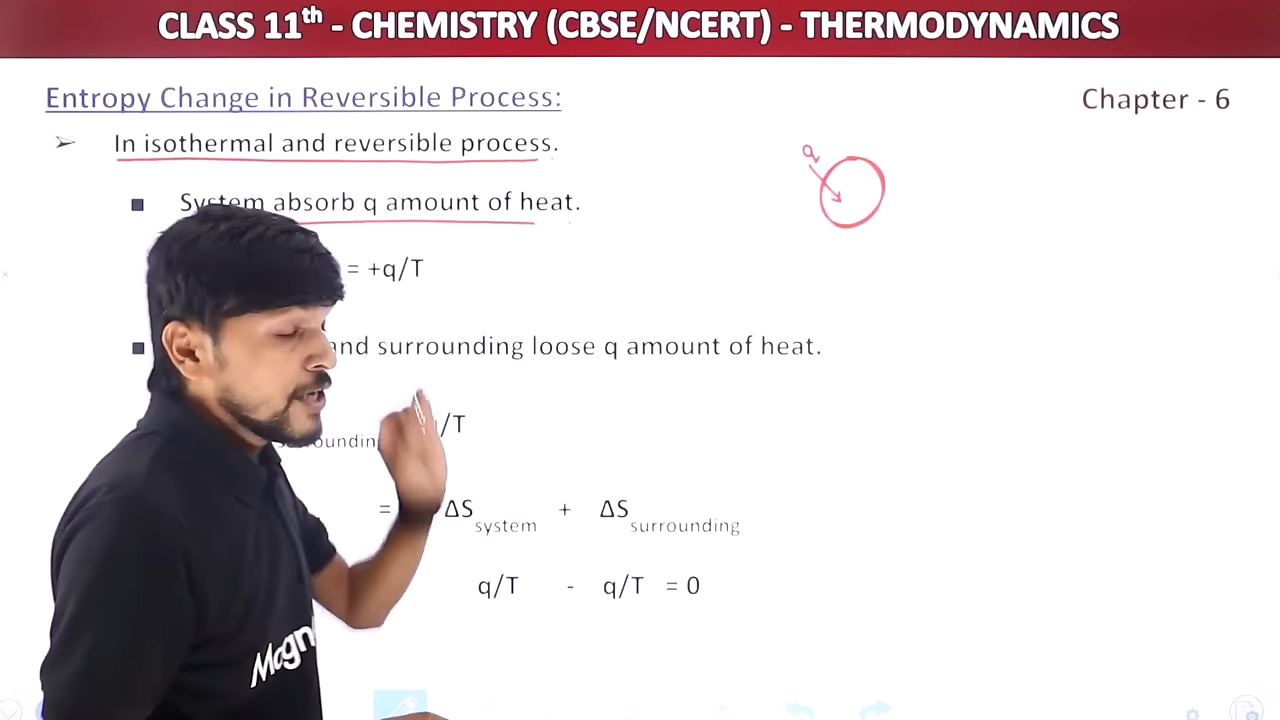 CLASS 11th - CHEMISTRY (CBSE/NCERT) - THERMODYNAMICS
Entropy Change in Reversible Process:
Chapter - 6
➢ In isothermal and reversible process.
q
■ System absorb q amount of heat.
= +q/T
■ and surrounding loose q amount of heat.
/T
= ΔS system + ΔS surrounding
q/T - q/T = 0